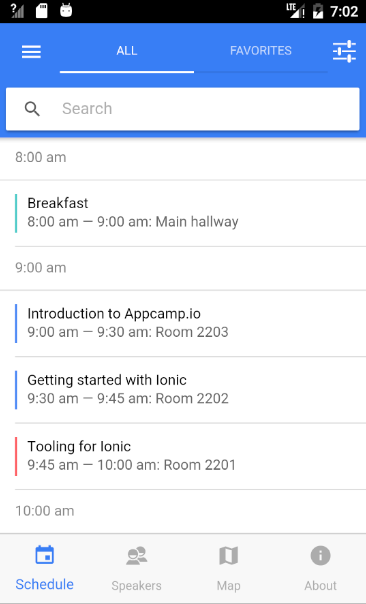 LTE 7:02
ALL FAVORITES
Search
8:00 am
Breakfast
8:00 am — 9:00 am: Main hallway
9:00 am
Introduction to Appcamp.io
9:00 am — 9:30 am: Room 2203
Getting started with Ionic
9:30 am — 9:45 am: Room 2202
Tooling for Ionic
9:45 am — 10:00 am: Room 2201
10:00 am
Schedule Speakers Map About